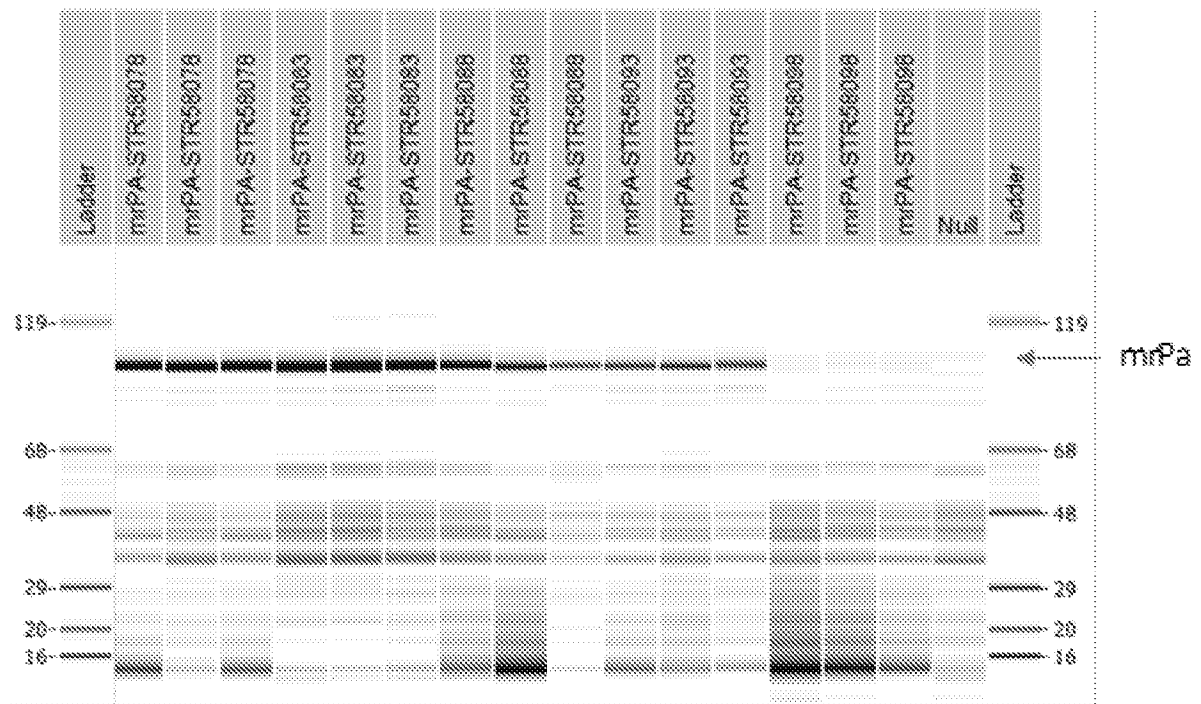 Ladder
mrPA-STR58078
mrPA-STR58078
mrPA-STR58078
mrPA-STR58083
mrPA-STR58083
mrPA-STR58083
mrPA-STR58088
mrPA-STR58088
mrPA-STR58088
mrPA-STR58093
mrPA-STR58093
mrPA-STR58093
mrPA-STR58098
mrPA-STR58098
mrPA-STR58098
Null
Ladder
119- -119
mrPa
68- -68
48- -48
29- -29
20- -20
16- -16